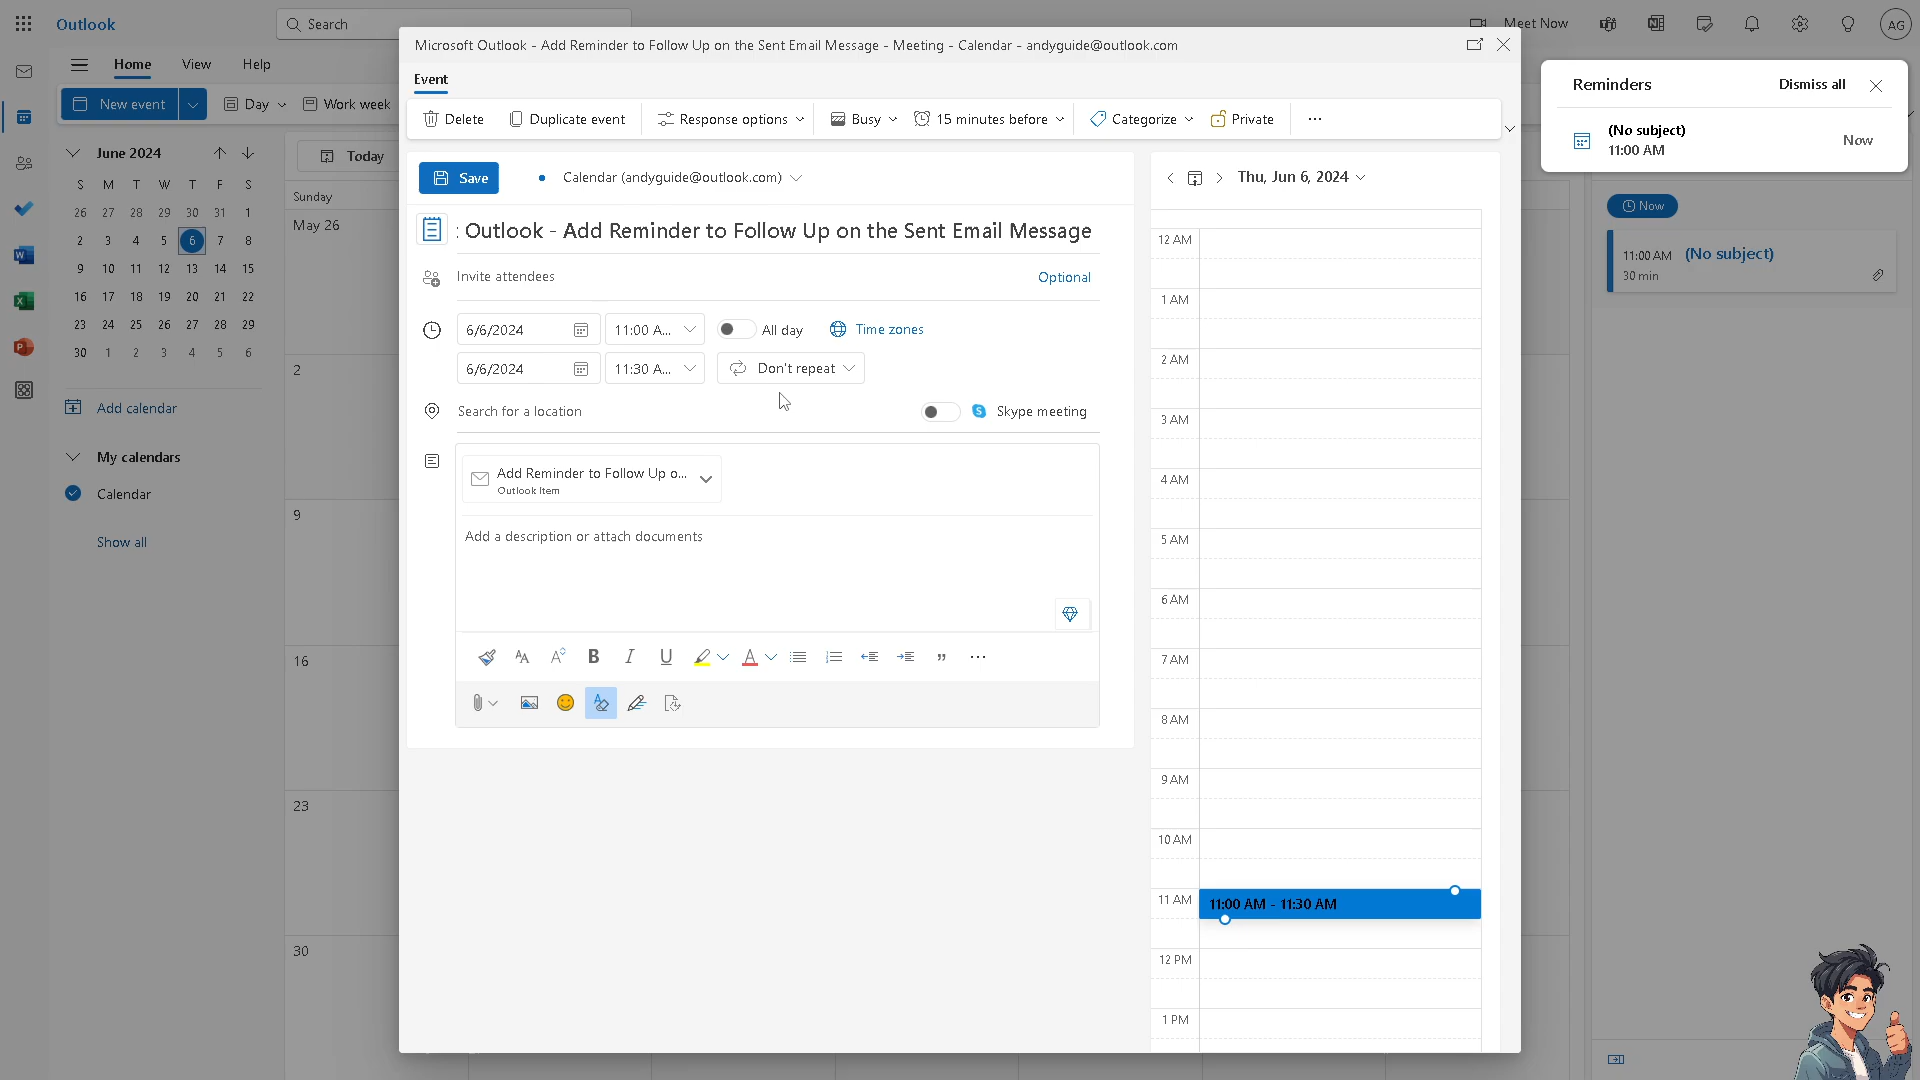 Outlook
Search
Meet Now
AG
Home
View
Help
New event
Day
Work week
June 2024
Today
S M T W T F S
26 27 28 29 30 31 1
2 3 4 5 6 7 8
9 10 11 12 13 14 15
16 17 18 19 20 21 22
23 24 25 26 27 28 29
30 1 2 3 4 5 6
Add calendar
My calendars
Calendar
Show all
Sunday
May 26
2
9
16
23
30
Microsoft Outlook - Add Reminder to Follow Up on the Sent Email Message - Meeting - Calendar - andyguide@outlook.com
Event
Delete
Duplicate event
Response options
Busy
15 minutes before
Categorize
Private
Save
Calendar (andyguide@outlook.com)
: Outlook - Add Reminder to Follow Up on the Sent Email Message
Invite attendees
Optional
6/6/2024
11:00 A...
All day
Time zones
6/6/2024
11:30 A...
Don't repeat
Search for a location
Skype meeting
Add Reminder to Follow Up o...
Outlook Item
Add a description or attach documents
Thu, Jun 6, 2024
12 AM
1 AM
2 AM
3 AM
4 AM
5 AM
6 AM
7 AM
8 AM
9 AM
10 AM
11 AM
11:00 AM - 11:30 AM
12 PM
1 PM
Reminders
Dismiss all
(No subject)
11:00 AM
Now
Now
11:00 AM (No subject)
30 min